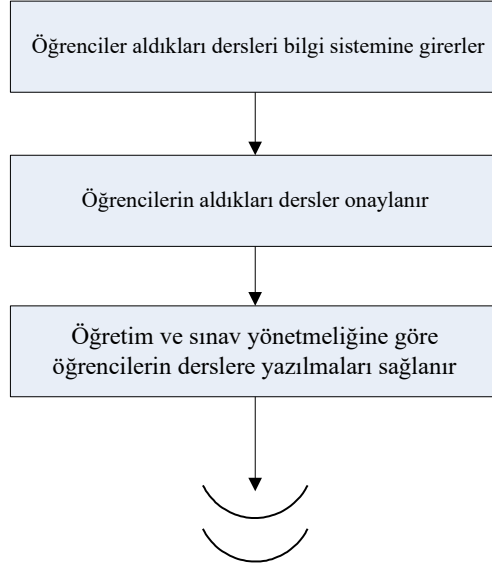 Öğrenciler aldıkları dersleri bilgi sistemine girerler
Öğrencilerin aldıkları dersler onaylanır
Öğretim ve sınav yönetmeliğine göre
öğrencilerin derslere yazılmaları sağlanır